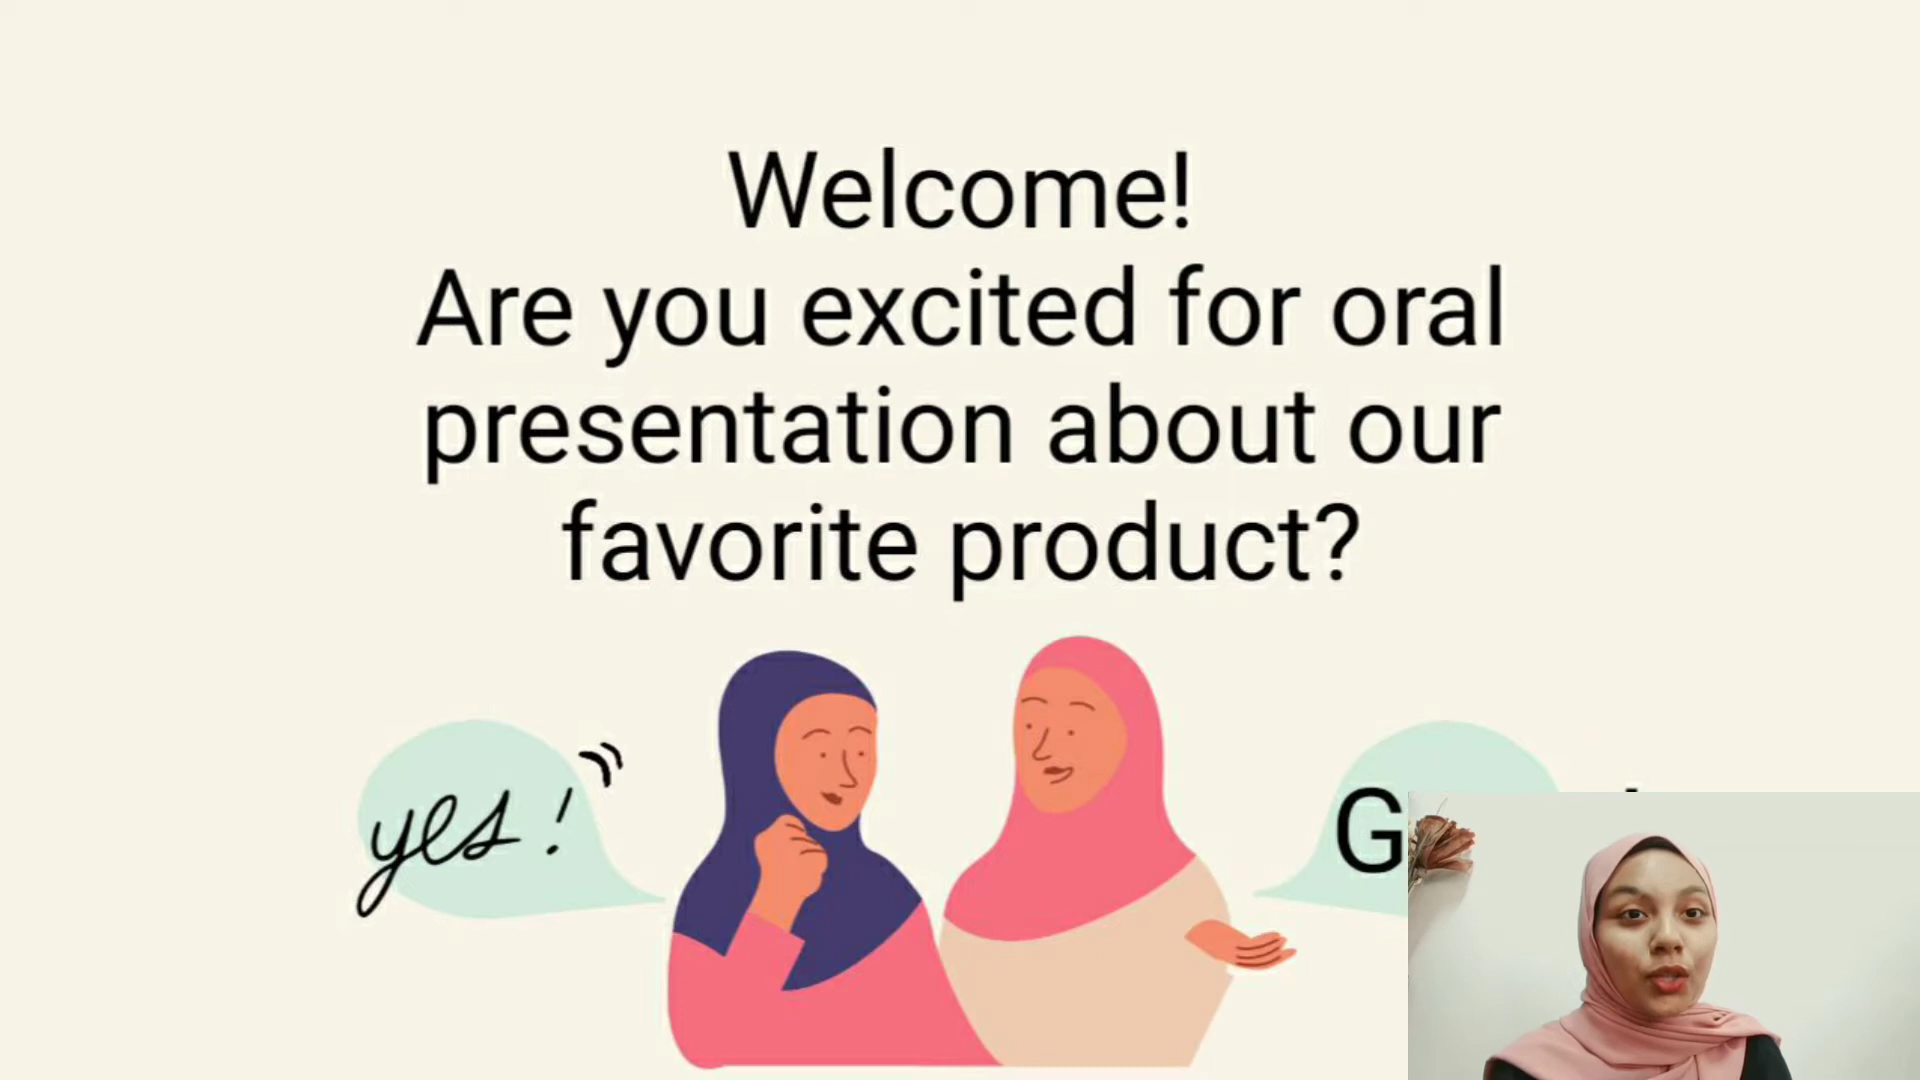 Welcome!
Are you excited for oral
presentation about our
favorite product?
yes!